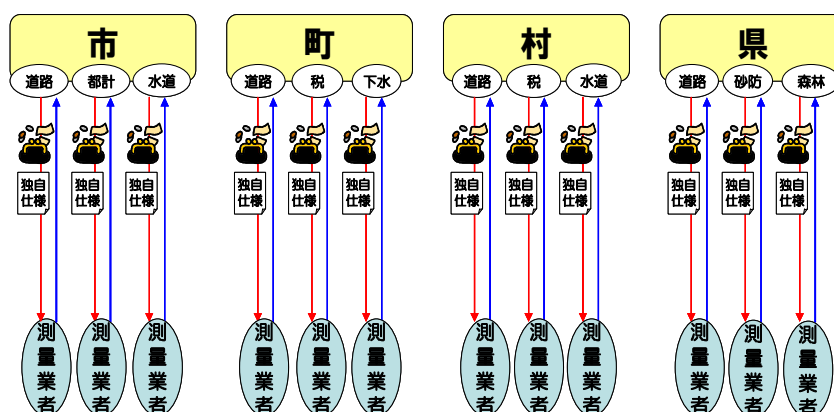 市
町
村
県
道路
都計
水道
道路
税
下水
道路
税
水道
道路
砂防
森林
独自
仕様
独自
仕様
独自
仕様
独自
仕様
独自
仕様
独自
仕様
独自
仕様
独自
仕様
独自
仕様
独自
仕様
独自
仕様
独自
仕様
測量業者
測量業者
測量業者
測量業者
測量業者
測量業者
測量業者
測量業者
測量業者
測量業者
測量業者
測量業者